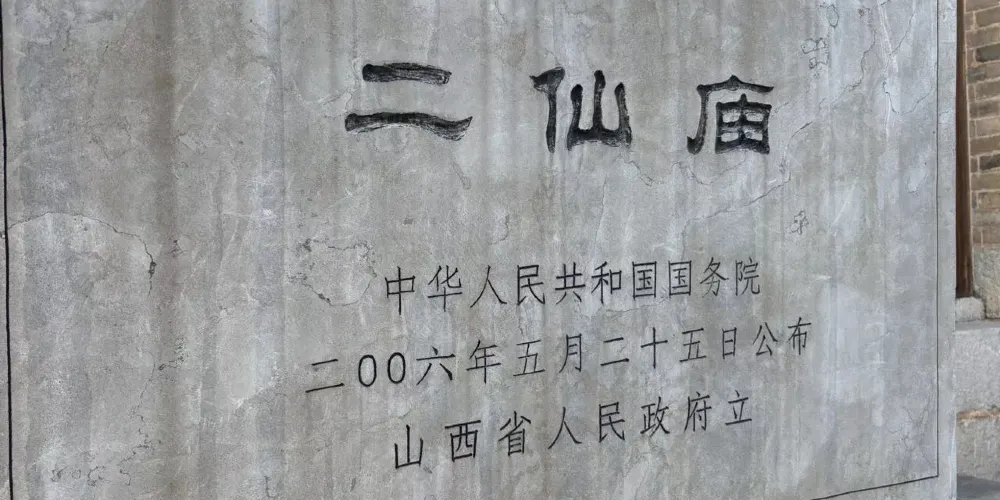 二仙庙
中华人民共和国国务院
二00六年五月二十五日公布
山西省人民政府立